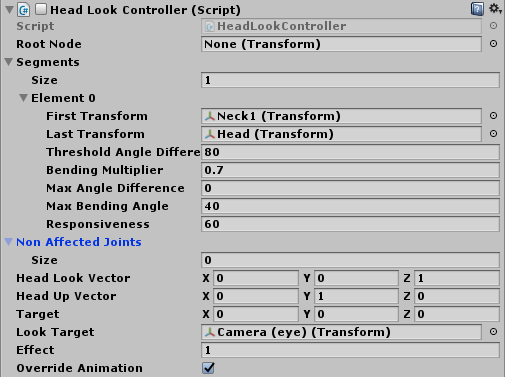 Head Look Controller (Script)
Script HeadLookController
Root Node None (Transform)
Segments
Size 1
Element 0
First Transform Neck1 (Transform)
Last Transform Head (Transform)
Threshold Angle Differe 80
Bending Multiplier 0.7
Max Angle Difference 0
Max Bending Angle 40
Responsiveness 60
Non Affected Joints
Size 0
Head Look Vector X 0 Y 0 Z 1
Head Up Vector X 0 Y 1 Z 0
Target X 0 Y 0 Z 0
Look Target Camera (eye) (Transform)
Effect 1
Override Animation